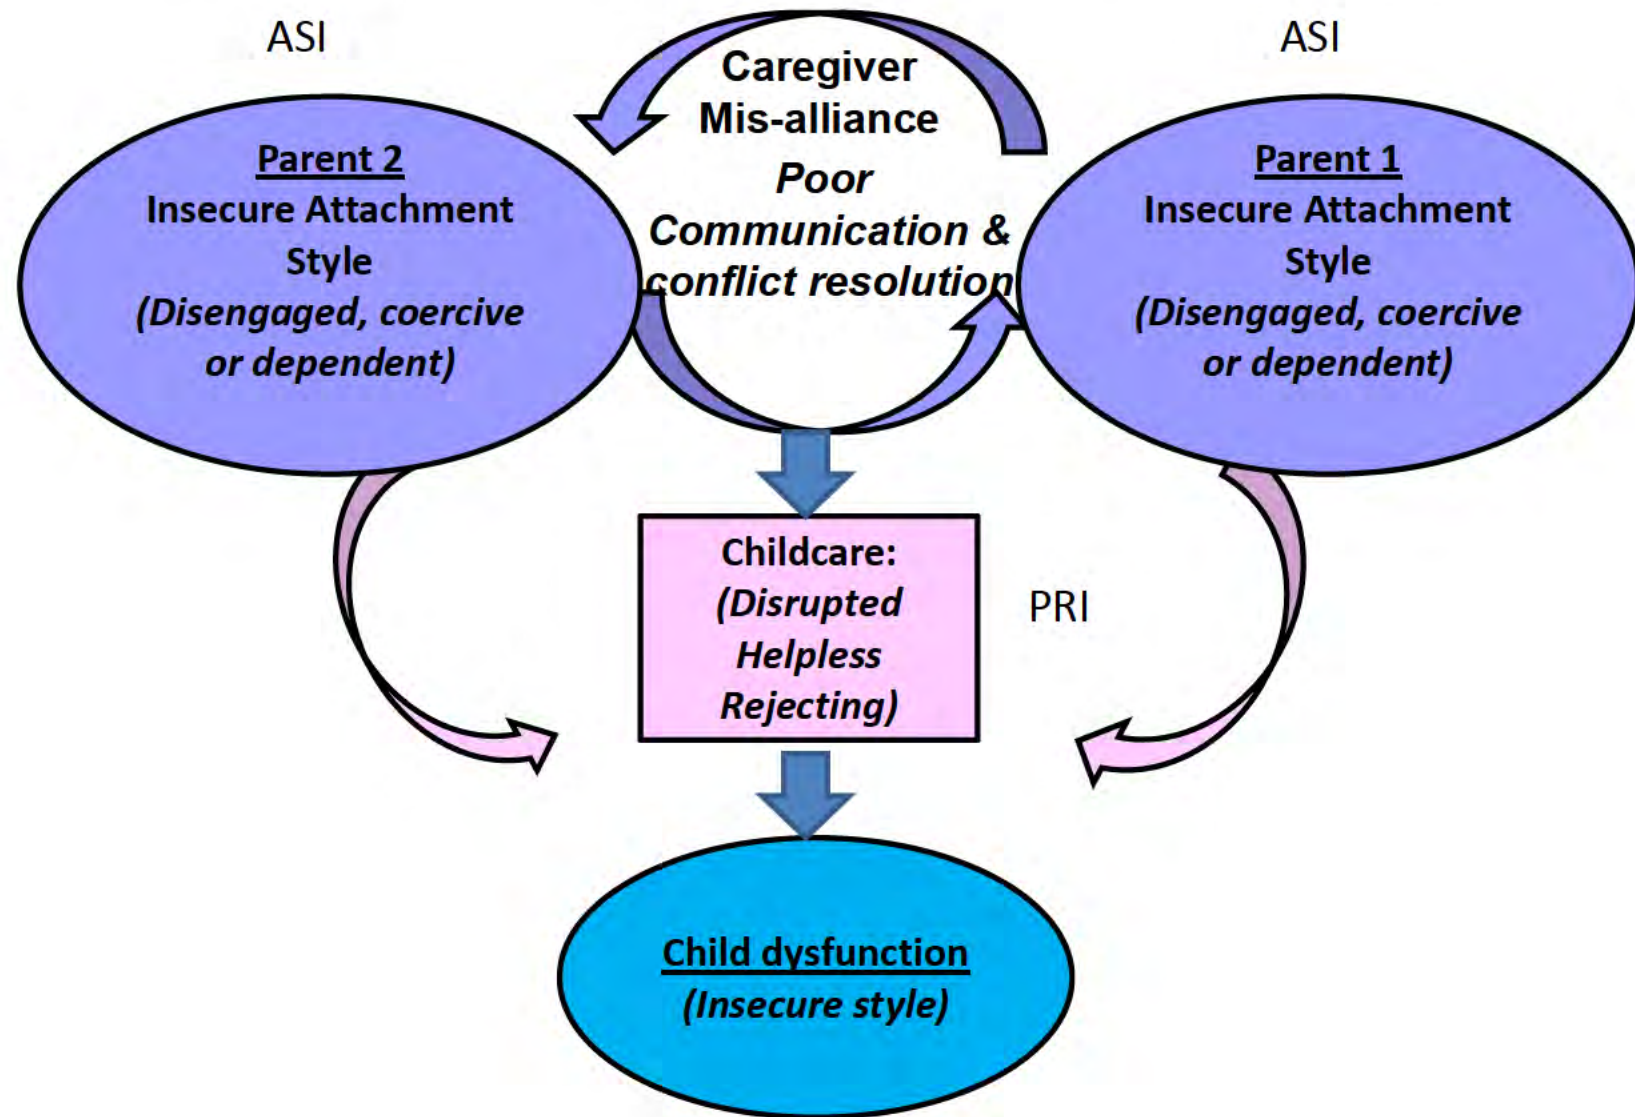 ASI
ASI
Caregiver
Mis-alliance
Poor
Communication &
conflict resolution
Parent 2
Insecure Attachment
Style
(Disengaged, coercive
or dependent)
Parent 1
Insecure Attachment
Style
(Disengaged, coercive
or dependent)
Childcare:
(Disrupted
Helpless
Rejecting)
PRI
Child dysfunction
(Insecure style)